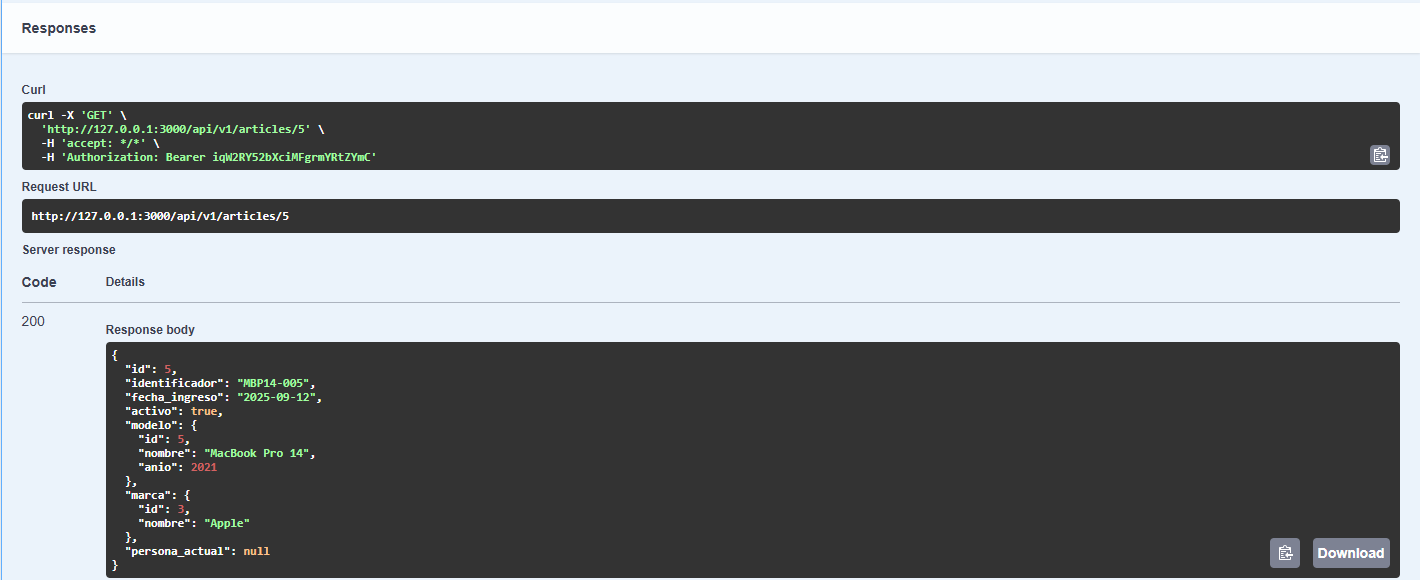 Responses
Curl
curl -X 'GET' \
  'http://127.0.0.1:3000/api/v1/articles/5' \
  -H 'accept: */*' \
  -H 'Authorization: Bearer iqW2RY52bXciMFgrmYRtZYmC'
Request URL
http://127.0.0.1:3000/api/v1/articles/5
Server response
Code Details
200
Response body
{
  "id": 5,
  "identificador": "MBP14-005",
  "fecha_ingreso": "2025-09-12",
  "activo": true,
  "modelo": {
    "id": 5,
    "nombre": "MacBook Pro 14",
    "anio": 2021
  },
  "marca": {
    "id": 3,
    "nombre": "Apple"
  },
  "persona_actual": null
}
Download